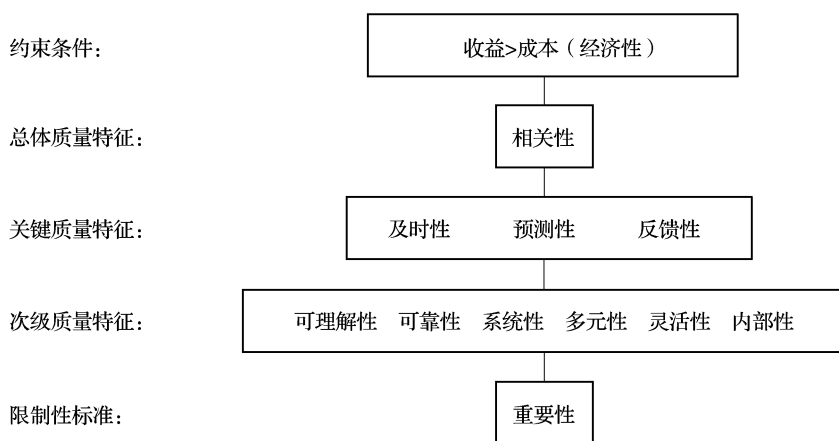 约束条件： 收益>成本（经济性）
总体质量特征： 相关性
关键质量特征： 及时性 预测性 反馈性
次级质量特征： 可理解性 可靠性 系统性 多元性 灵活性 内部性
限制性标准： 重要性